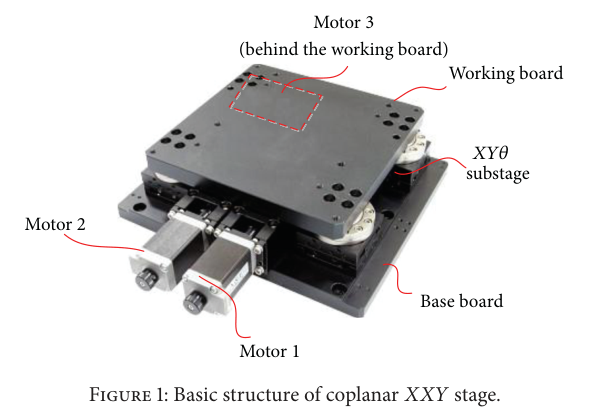 Motor 3
(behind the working board)
Working board
XYθ
substage
Motor 2
Base board
Motor 1
FIGURE 1: Basic structure of coplanar XXY stage.